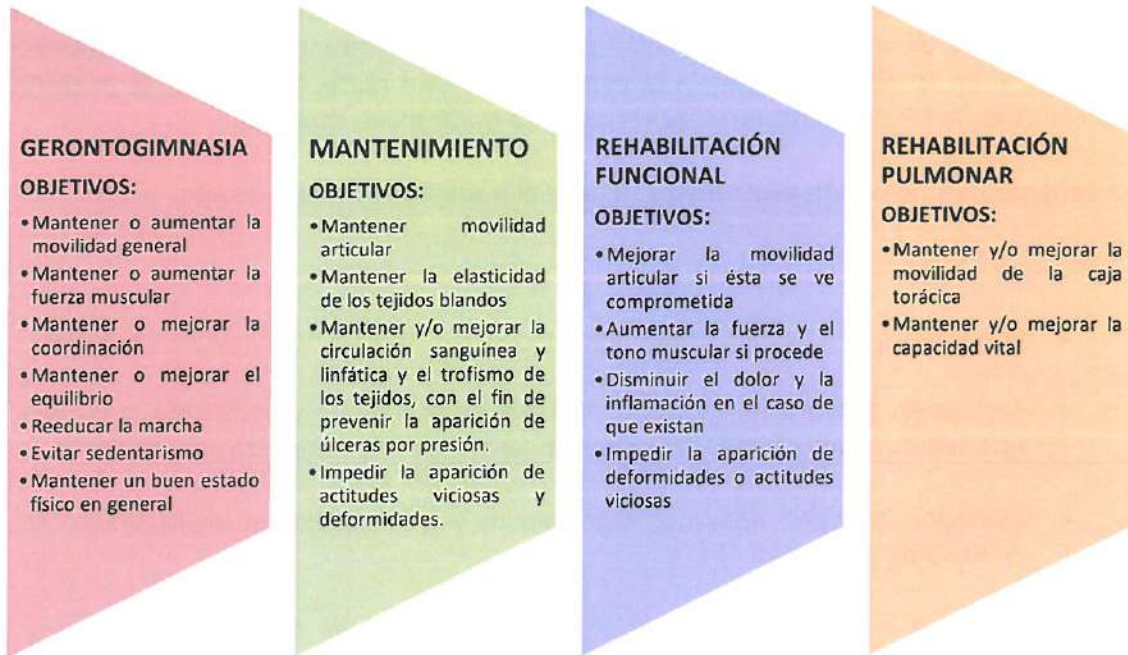 GERONTOGIMNASIA
OBJETIVOS:
•Mantener o aumentar la
movilidad general
•Mantener o aumentar la
fuerza muscular
•Mantener o mejorar la
coordinación
•Mantener o mejorar el
equilibrio
•Reeducar la marcha
•Evitar sedentarismo
•Mantener un buen estado
físico en general
MANTENIMIENTO
OBJETIVOS:
•Mantener movilidad
articular
•Mantener la elasticidad
de los tejidos blandos
•Mantener y/o mejorar la
circulación sanguínea y
linfática y el trofismo de
los tejidos, con el fin de
prevenir la aparición de
úlceras por presión.
•Impedir la aparición de
actitudes viciosas y
deformidades.
REHABILITACIÓN
FUNCIONAL
OBJETIVOS:
•Mejorar la movilidad
articular si ésta se ve
comprometida
•Aumentar la fuerza y el
tono muscular si procede
•Disminuir el dolor y la
inflamación en el caso de
que existan
•Impedir la aparición de
deformidades o actitudes
viciosas
REHABILITACIÓN
PULMONAR
OBJETIVOS:
•Mantener y/o mejorar la
movilidad de la caja
torácica
•Mantener y/o mejorar la
capacidad vital